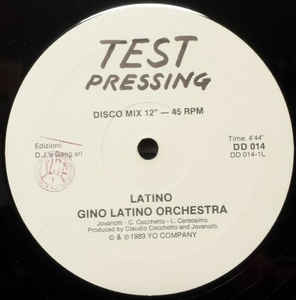 TEST
PRESSING
DISCO MIX 12" — 45 RPM
Edizioni:
D.J.'s Gang srl
Time: 4'44"
DD 014
DD 014-1L
LATINO
GINO LATINO ORCHESTRA
Jovanotti - C. Cecchetto - L. Cersosimo
Produced by Claudio Cecchetto and Jovanotti
© & ℗ 1989 YO COMPANY